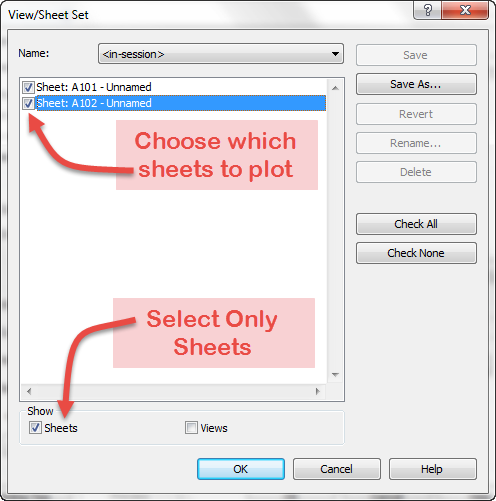 View/Sheet Set
Name:
<in-session>
Save
Sheet: A101 - Unnamed
Sheet: A102 - Unnamed
Save As...
Revert
Rename...
Delete
Choose which
sheets to plot
Check All
Check None
Select Only
Sheets
Show
Sheets
Views
OK
Cancel
Help